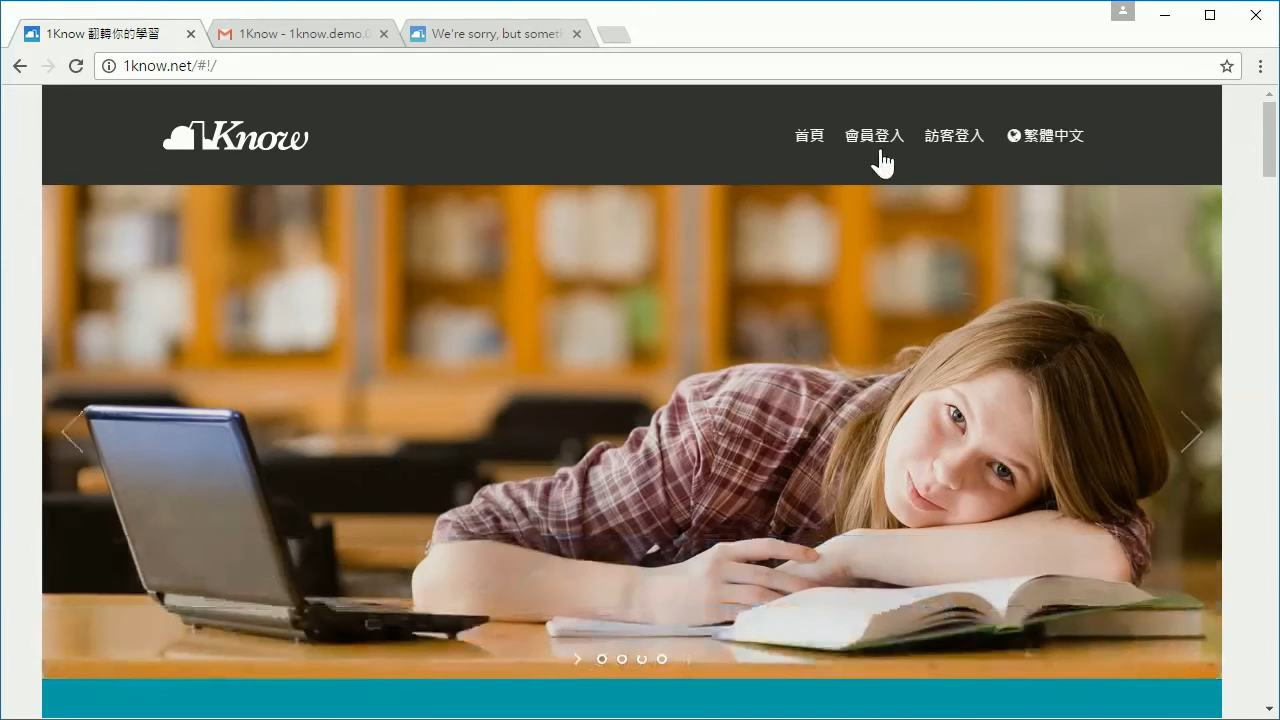 1Know 翻轉你的學習
1Know - 1know.demo.
We're sorry, but somet
1know.net/#!/
1Know
首頁 會員登入 訪客登入 繁體中文